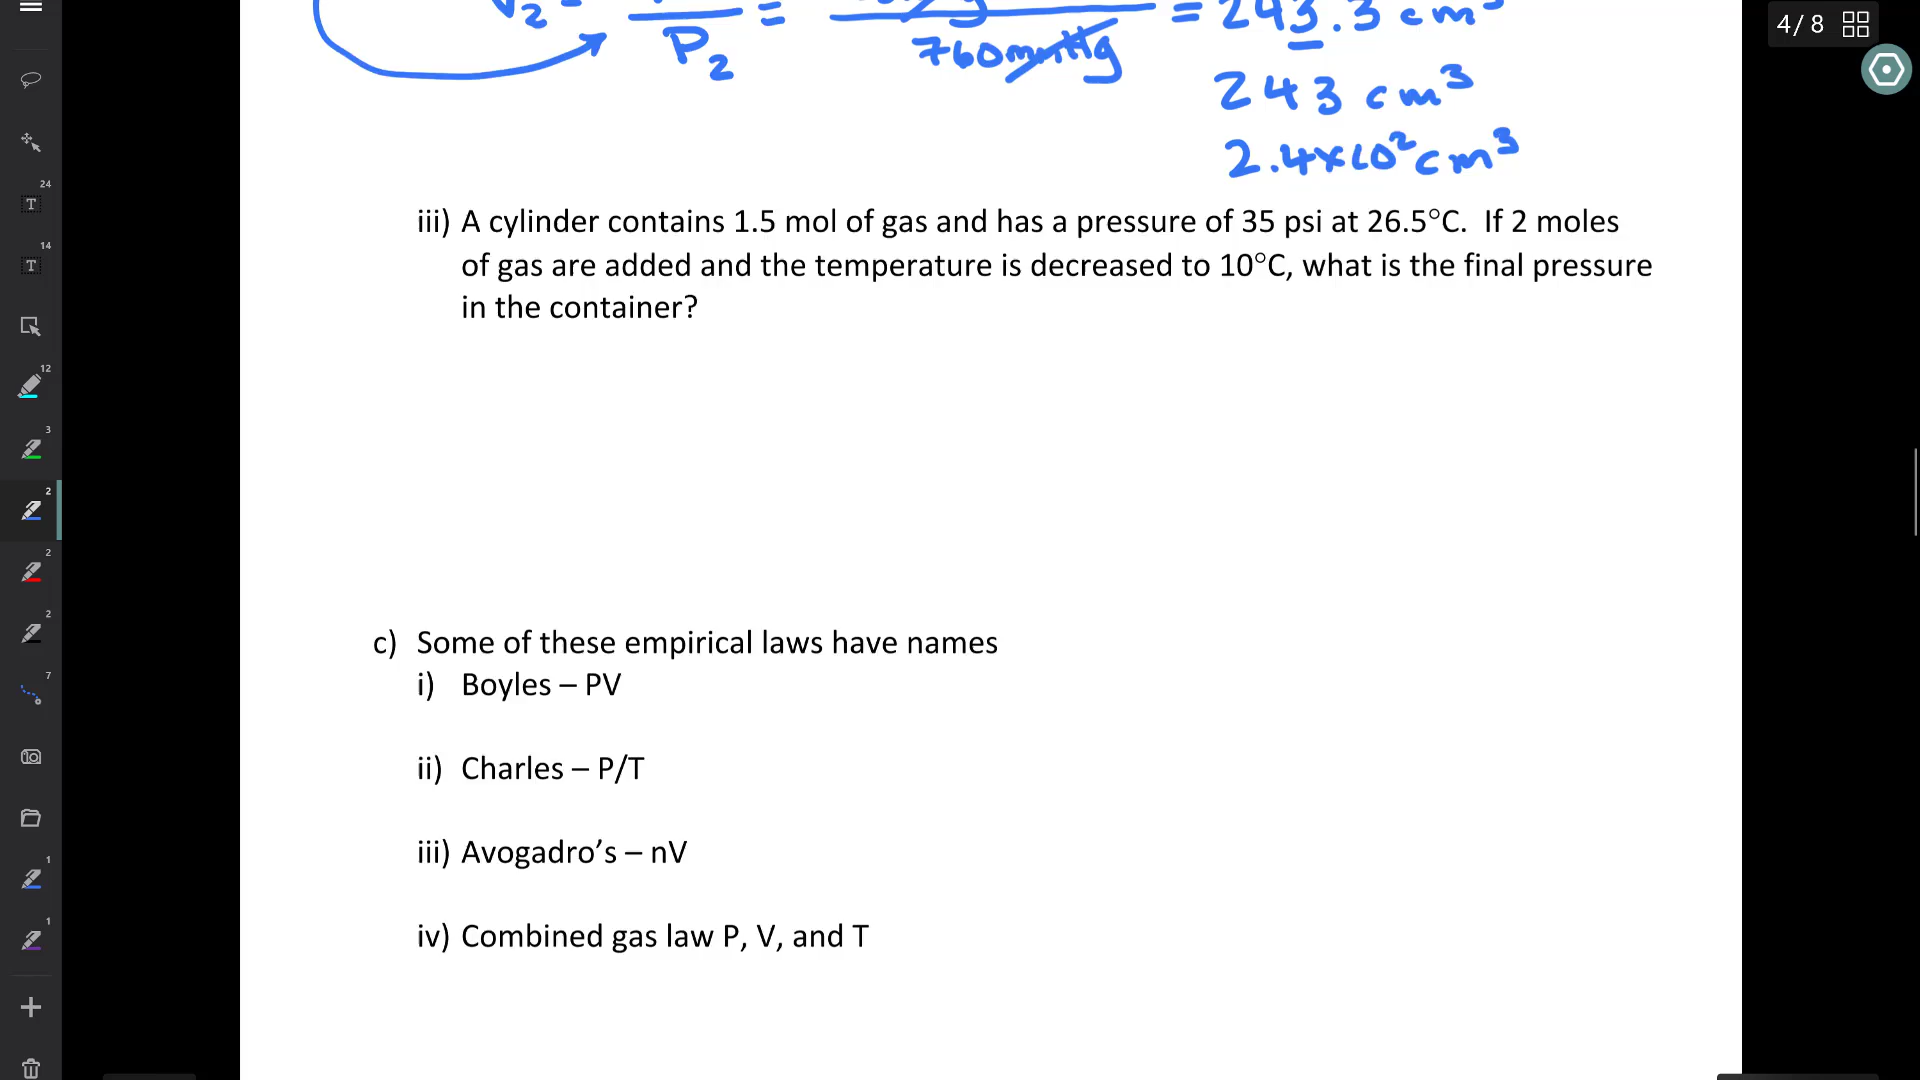 V₂ = = = 243.3 cm³
P₂ 760mmHg
4/8
243 cm³
2.4x10²cm³
iii) A cylinder contains 1.5 mol of gas and has a pressure of 35 psi at 26.5°C. If 2 moles
of gas are added and the temperature is decreased to 10°C, what is the final pressure
in the container?
c) Some of these empirical laws have names
i) Boyles – PV
ii) Charles – P/T
iii) Avogadro’s – nV
iv) Combined gas law P, V, and T
24
T
14
T
12
3
2
2
2
7
1
1